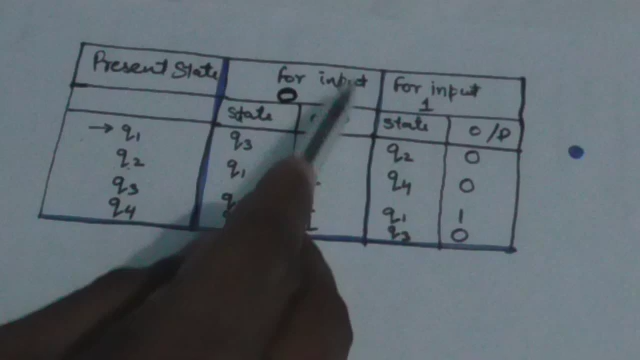 Present State For input 0 For input 1
State State O/P
→ q1 q3 q2 0
q2 q1 q4 0
q3 q1 1
q4 q3 0